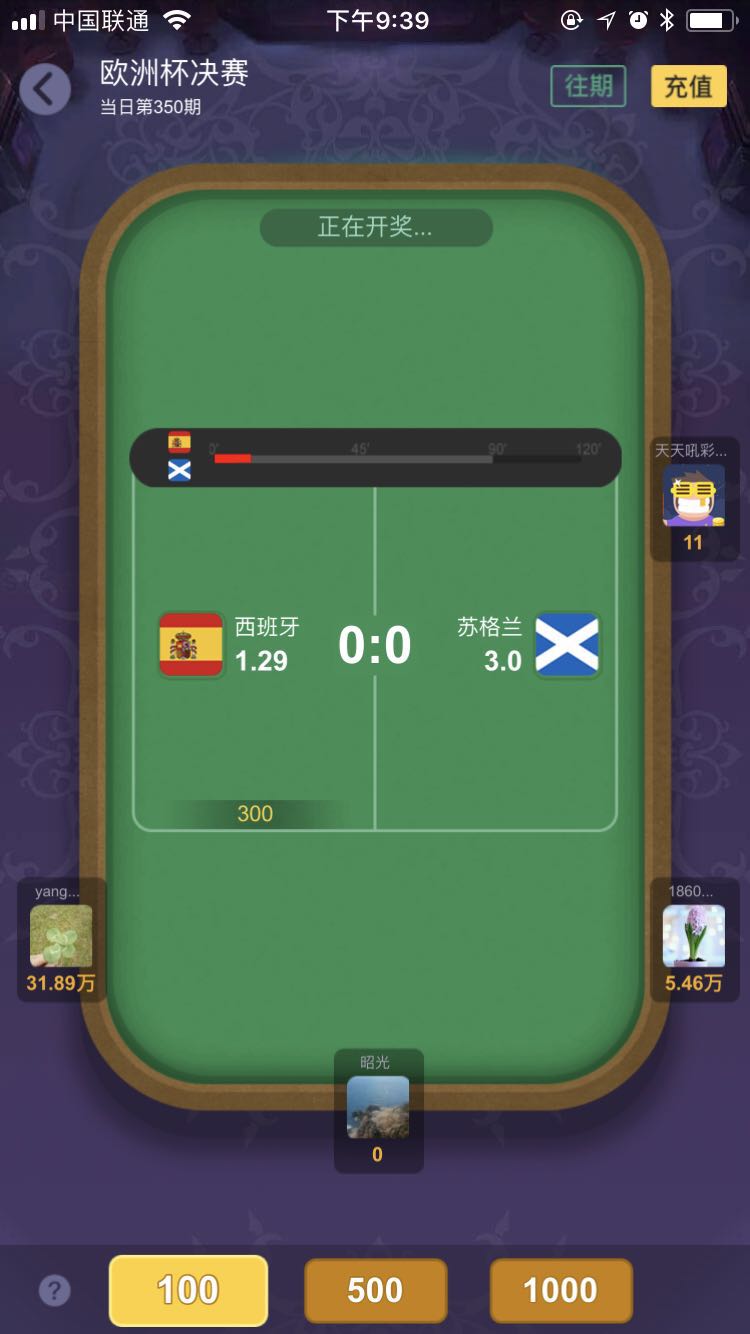 中国联通
下午9:39
欧洲杯决赛
当日第350期
往期
充值
正在开奖...
0'
45'
90'
120'
天天吼彩...
11
西班牙
1.29
0:0
苏格兰
3.0
300
yang...
31.89万
1860...
5.46万
昭光
0
?
100
500
1000